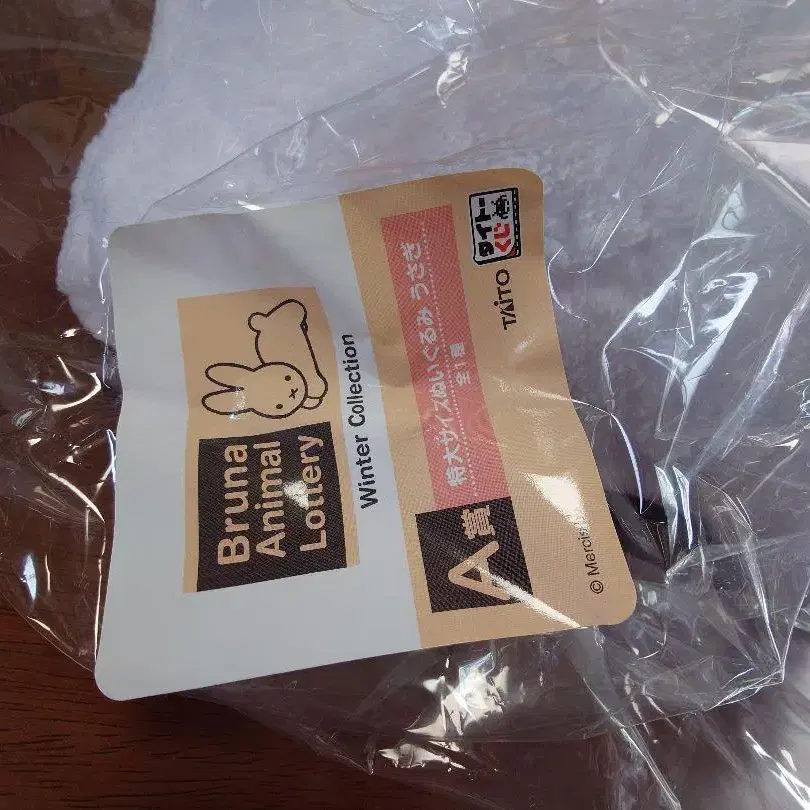 Bruna
Animal
Lottery
Winter Collection
A賞
特大サイズぬいぐるみ うさぎ
全1種
タイトーくじ
TAITO
© Mercis